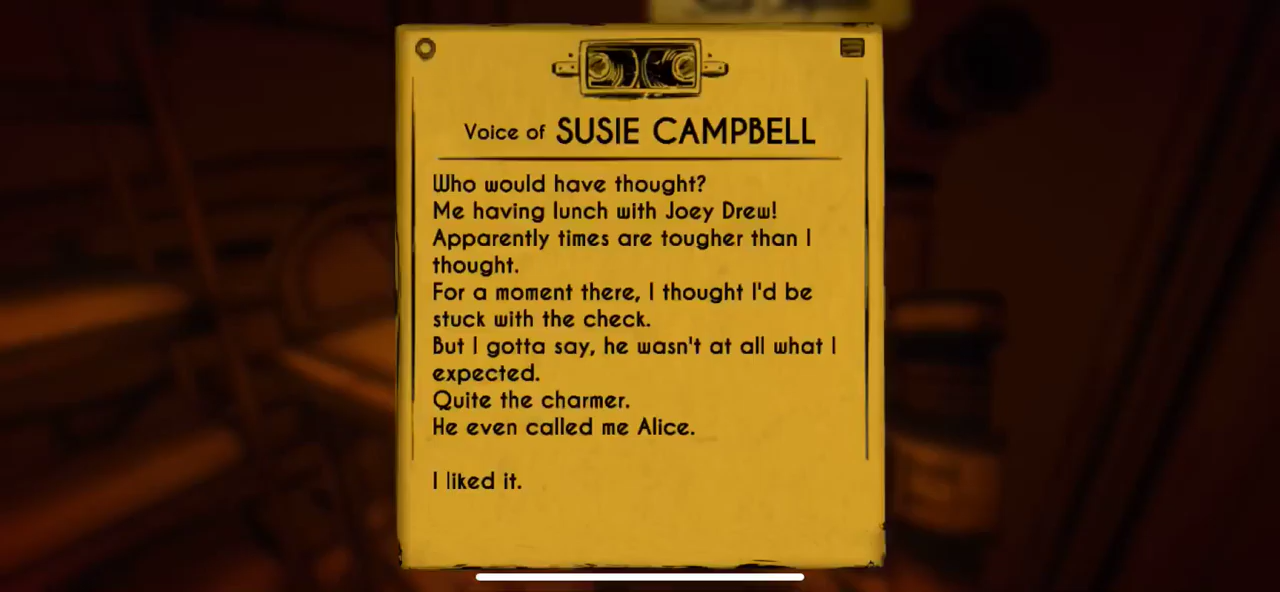 Voice of SUSIE CAMPBELL
Who would have thought?
Me having lunch with Joey Drew!
Apparently times are tougher than I
thought.
For a moment there, I thought I'd be
stuck with the check.
But I gotta say, he wasn't at all what I
expected.
Quite the charmer.
He even called me Alice.
I liked it.